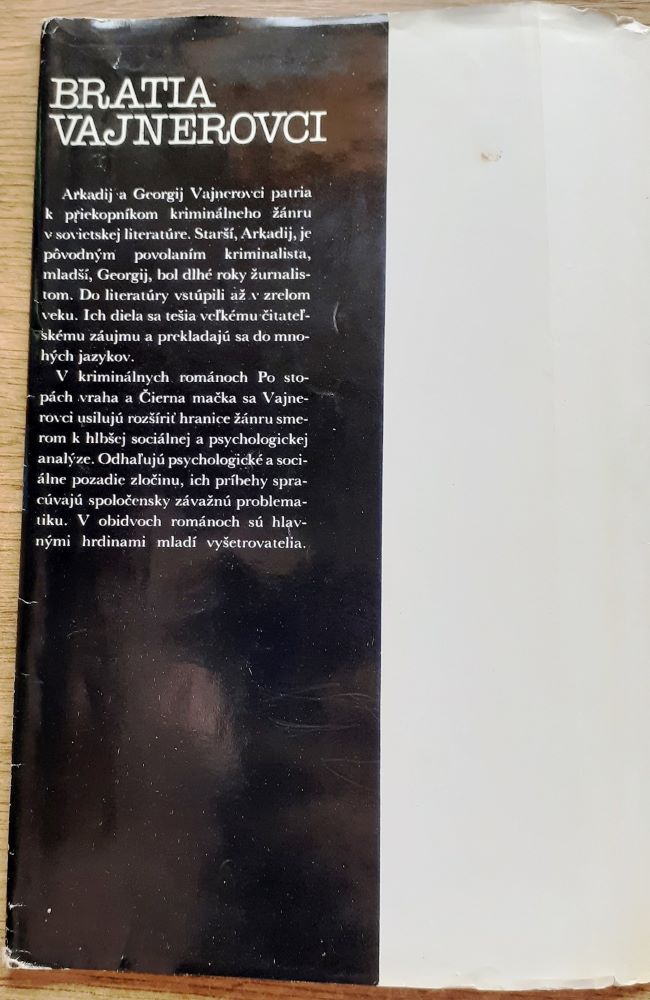 BRATIA
VAJNEROVCI
Arkadij a Georgij Vajnerovci patria
k priekopníkom kriminálneho žánru
v sovietskej literatúre. Starší, Arkadij, je
pôvodným povolaním kriminalista,
mladší, Georgij, bol dlhé roky žurnalis-
tom. Do literatúry vstúpili až v zrelom
veku. Ich diela sa tešia veľkému čitateľ-
skému záujmu a prekladajú sa do mno-
hých jazykov.
V kriminálnych románoch Po sto-
pách vraha a Čierna mačka sa Vajne-
rovci usilujú rozšíriť hranice žánru sme-
rom k hlbšej sociálnej a psychologickej
analýze. Odhaľujú psychologické a soci-
álne pozadie zločinu, ich príbehy spra-
cúvajú spoločensky závažnú problema-
tiku. V obidvoch románoch sú hlav-
nými hrdinami mladí vyšetrovatelia.